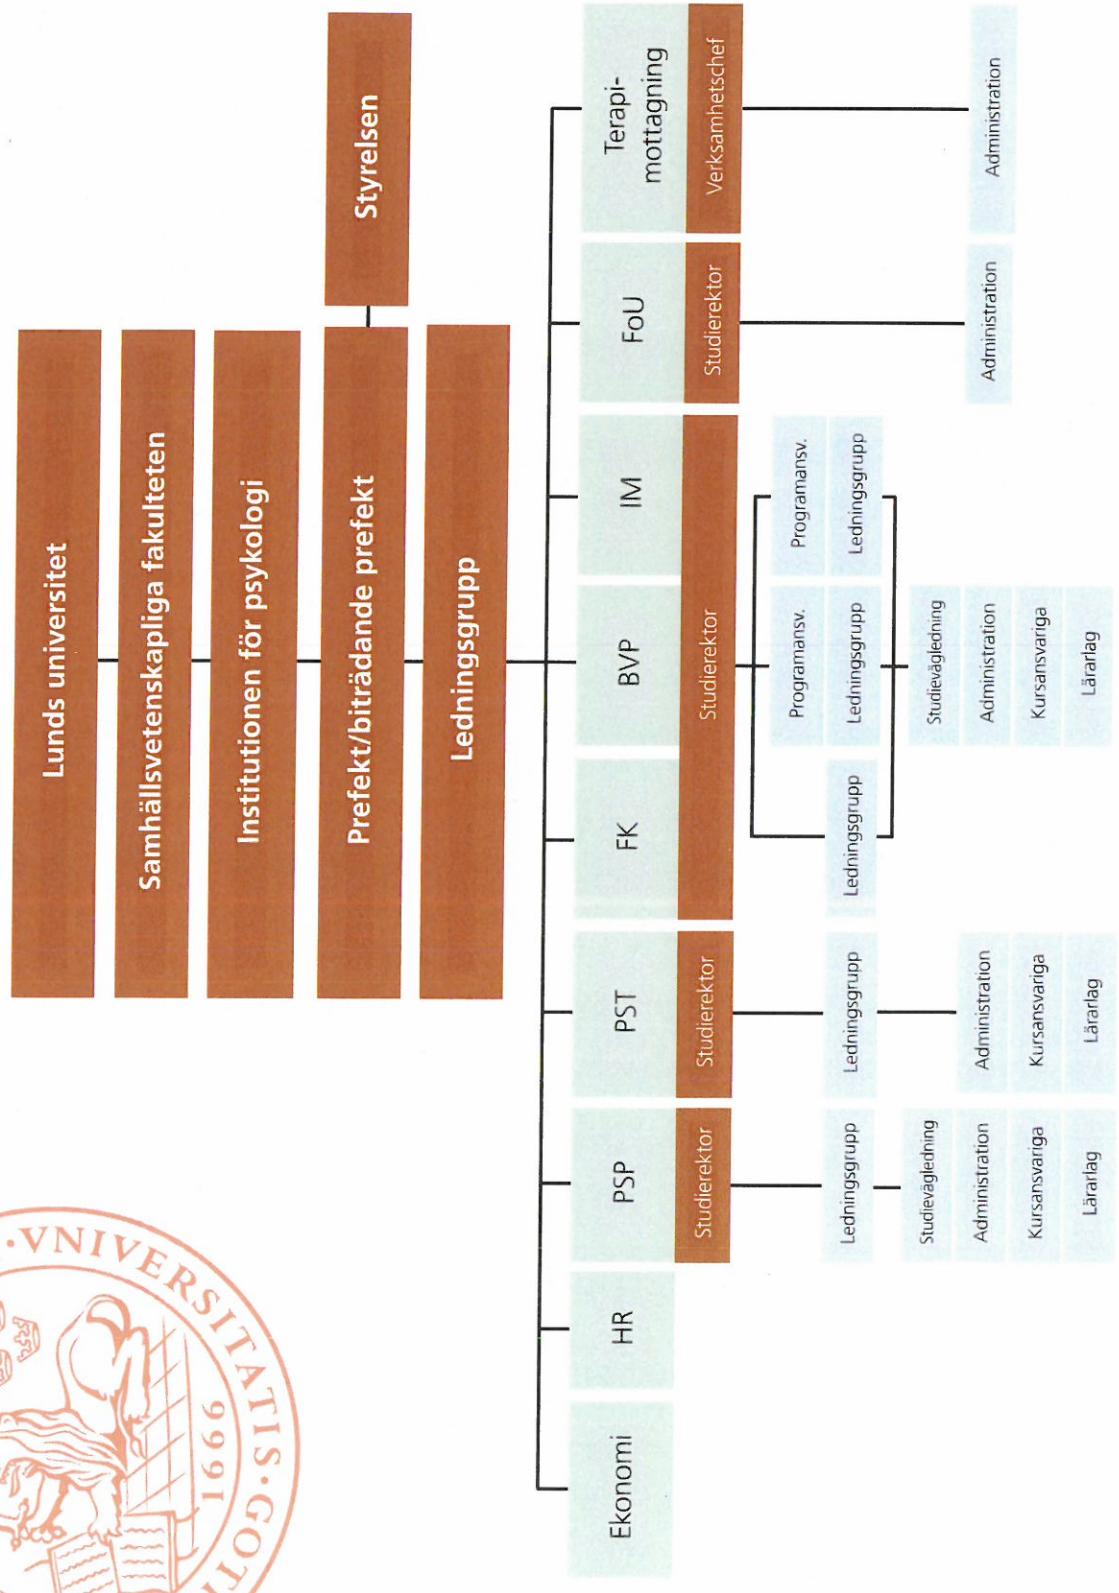 Lunds universitet
Samhällsvetenskapliga fakulteten
Institutionen för psykologi
Prefekt/biträdande prefekt
Styrelsen
Ledningsgrupp
Ekonomi
HR
PSP
PST
FK
BVP
IM
FoU
Terapi-
mottagning
Studierektor
Studierektor
Studierektor
Studierektor
Verksamhetschef
Programansv.
Programansv.
Ledningsgrupp
Ledningsgrupp
Ledningsgrupp
Ledningsgrupp
Ledningsgrupp
Studievägledning
Studievägledning
Administration
Administration
Administration
Administration
Administration
Kursansvariga
Kursansvariga
Kursansvariga
Lärarlag
Lärarlag
Lärarlag
·VNIVERSITATIS·GOT
1666